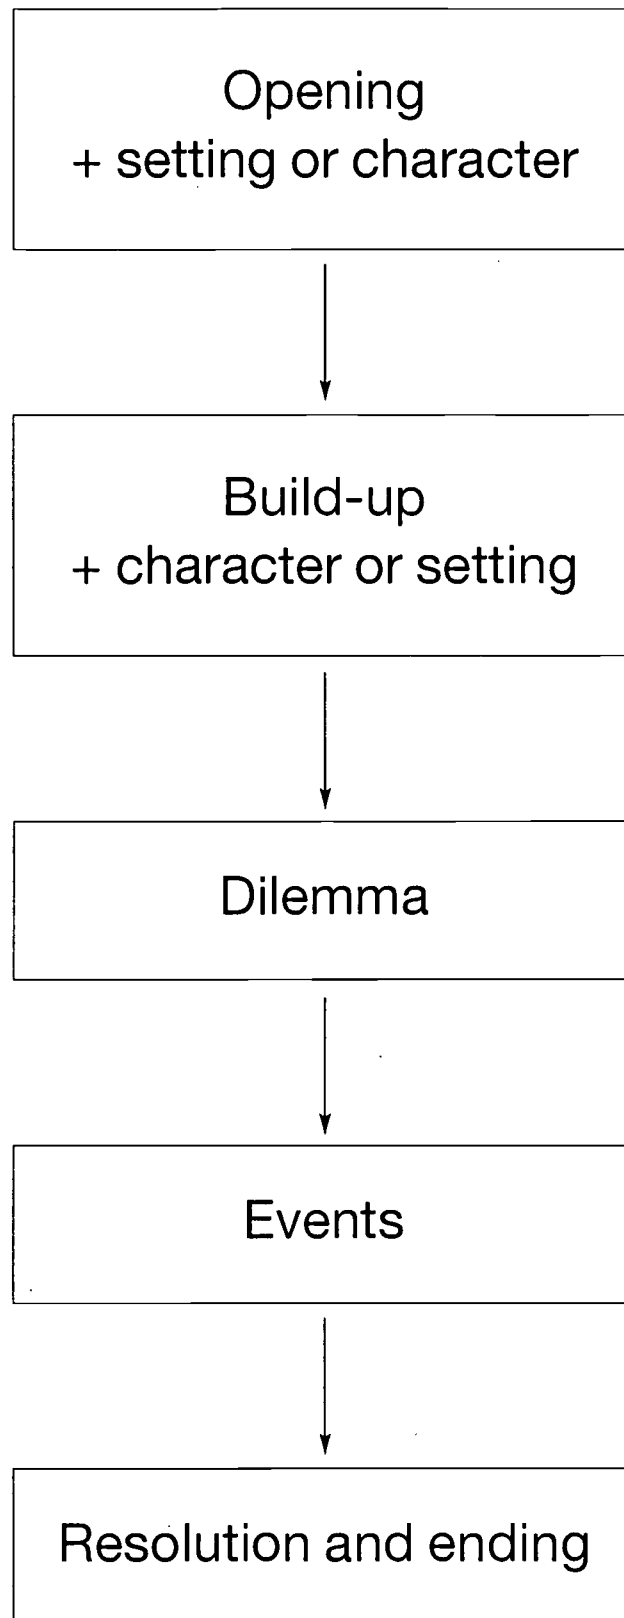 Opening
+ setting or character
Build-up
+ character or setting
Dilemma
Events
Resolution and ending